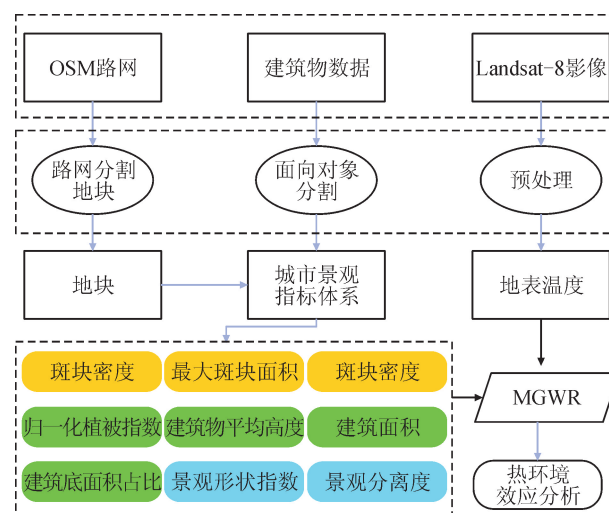 OSM路网
建筑物数据
Landsat-8影像
路网分割
地块
面向对象
分割
预处理
地块
城市景观
指标体系
地表温度
斑块密度
最大斑块面积
斑块密度
归一化植被指数
建筑物平均高度
建筑面积
建筑底面积占比
景观形状指数
景观分离度
MGWR
热环境
效应分析